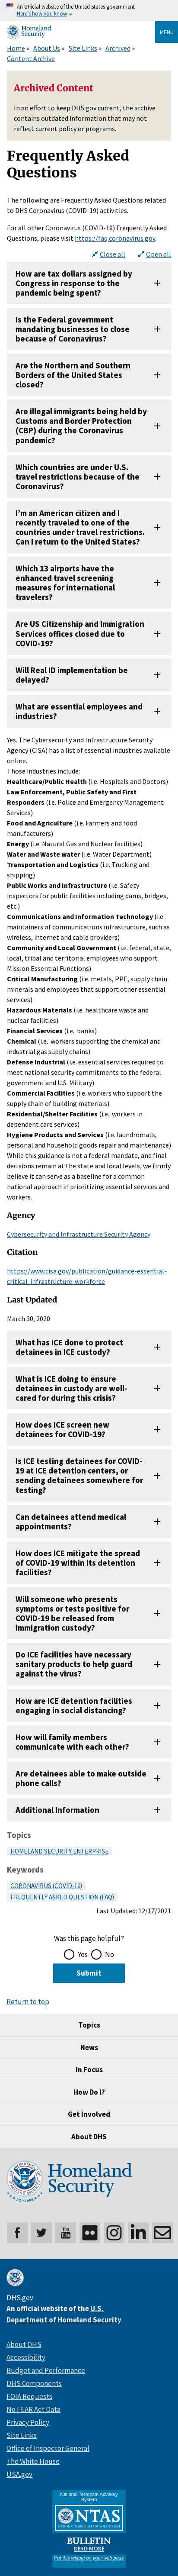 An official website of the United States government
Here's how you know
Homeland
Security
MENU
Home » About Us » Site Links » Archived »
Content Archive
Archived Content
In an effort to keep DHS.gov current, the archive
contains outdated information that may not
reflect current policy or programs.
Frequently Asked
Questions
The following are Frequently Asked Questions related
to DHS Coronavirus (COVID-19) activities.
For all other Coronavirus (COVID-19) Frequently Asked
Questions, please visit https://faq.coronavirus.gov.
Close all Open all
How are tax dollars assigned by
Congress in response to the
pandemic being spent?
Is the Federal government
mandating businesses to close
because of Coronavirus?
Are the Northern and Southern
Borders of the United States
closed?
Are illegal immigrants being held by
Customs and Border Protection
(CBP) during the Coronavirus
pandemic?
Which countries are under U.S.
travel restrictions because of the
Coronavirus?
I'm an American citizen and I
recently traveled to one of the
countries under travel restrictions.
Can I return to the United States?
Which 13 airports have the
enhanced travel screening
measures for international
travelers?
Are US Citizenship and Immigration
Services offices closed due to
COVID-19?
Will Real ID implementation be
delayed?
What are essential employees and
industries?
Yes. The Cybersecurity and Infrastructure Security
Agency (CISA) has a list of essential industries available
online.
Those industries include:
Healthcare/Public Health (i.e. Hospitals and Doctors)
Law Enforcement, Public Safety and First
Responders (i.e. Police and Emergency Management
Services)
Food and Agriculture (i.e. Farmers and food
manufacturers)
Energy (i.e. Natural Gas and Nuclear facilities)
Water and Waste water (i.e. Water Department)
Transportation and Logistics (i.e. Trucking and
shipping)
Public Works and Infrastructure (i.e. Safety
inspectors for public facilities including dams, bridges,
etc.)
Communications and Information Technology (i.e.
maintainers of communications infrastructure, such as
wireless, internet and cable providers)
Community and Local Government (i.e. federal, state,
local, tribal and territorial employees who support
Mission Essential Functions)
Critical Manufacturing (i.e. metals, PPE, supply chain
minerals and employees that support other essential
services)
Hazardous Materials (i.e. healthcare waste and
nuclear facilities)
Financial Services (i.e. banks)
Chemical (i.e. workers supporting the chemical and
industrial gas supply chains)
Defense Industrial (i.e. essential services required to
meet national security commitments to the federal
government and U.S. Military)
Commercial Facilities (i.e. workers who support the
supply chain of building materials)
Residential/Shelter Facilities (i.e. workers in
dependent care services)
Hygiene Products and Services (i.e. laundromats,
personal and household goods repair and maintenance)
While this is guidance and a final determination is
made at the state and local levels, we firmly believe it
can serve as a baseline for a common approach in
the nation supporting and keeping essential services
workers.
Agency
Cybersecurity and Infrastructure Security Agency
Citation
https://www.cisa.gov/publication/guidance-essential-
critical-infrastructure-workforce
Last Updated
March 30, 2020
What has ICE done to protect
detainees in ICE custody?
What is ICE doing to ensure
detainees in custody are well-
cared for during this crisis?
How does ICE screen new
detainees for COVID-19?
Is ICE testing detainees for COVID-
19 at ICE detention centers, or
sending detainees somewhere for
testing?
Can detainees attend medical
appointments?
How does ICE mitigate the spread
of COVID-19 within its detention
facilities?
Will someone who presents
symptoms or tests positive for
COVID-19 be released from
immigration custody?
Do ICE facilities have necessary
sanitary products to help guard
against the virus?
How are ICE detention facilities
engaging in social distancing?
How will family members
communicate with each other?
Are detainees able to make outside
phone calls?
Additional Information
Topics
HOMELAND SECURITY ENTERPRISE
Keywords
CORONAVIRUS (COVID-19)
FREQUENTLY ASKED QUESTION (FAQ)
Last Updated: 12/17/2021
Was this page helpful?
Yes No
Submit
Return to top
Topics
News
In Focus
How Do I?
Get Involved
About DHS
Homeland
Security
DHS.gov
An official website of the U.S.
Department of Homeland Security
About DHS
Accessibility
Budget and Performance
DHS Components
FOIA Requests
No FEAR Act Data
Privacy Policy
Site Links
Office of Inspector General
The White House
USA.gov
National Terrorism Advisory
System
NTAS
BULLETIN
READ MORE
Put this widget on your web page